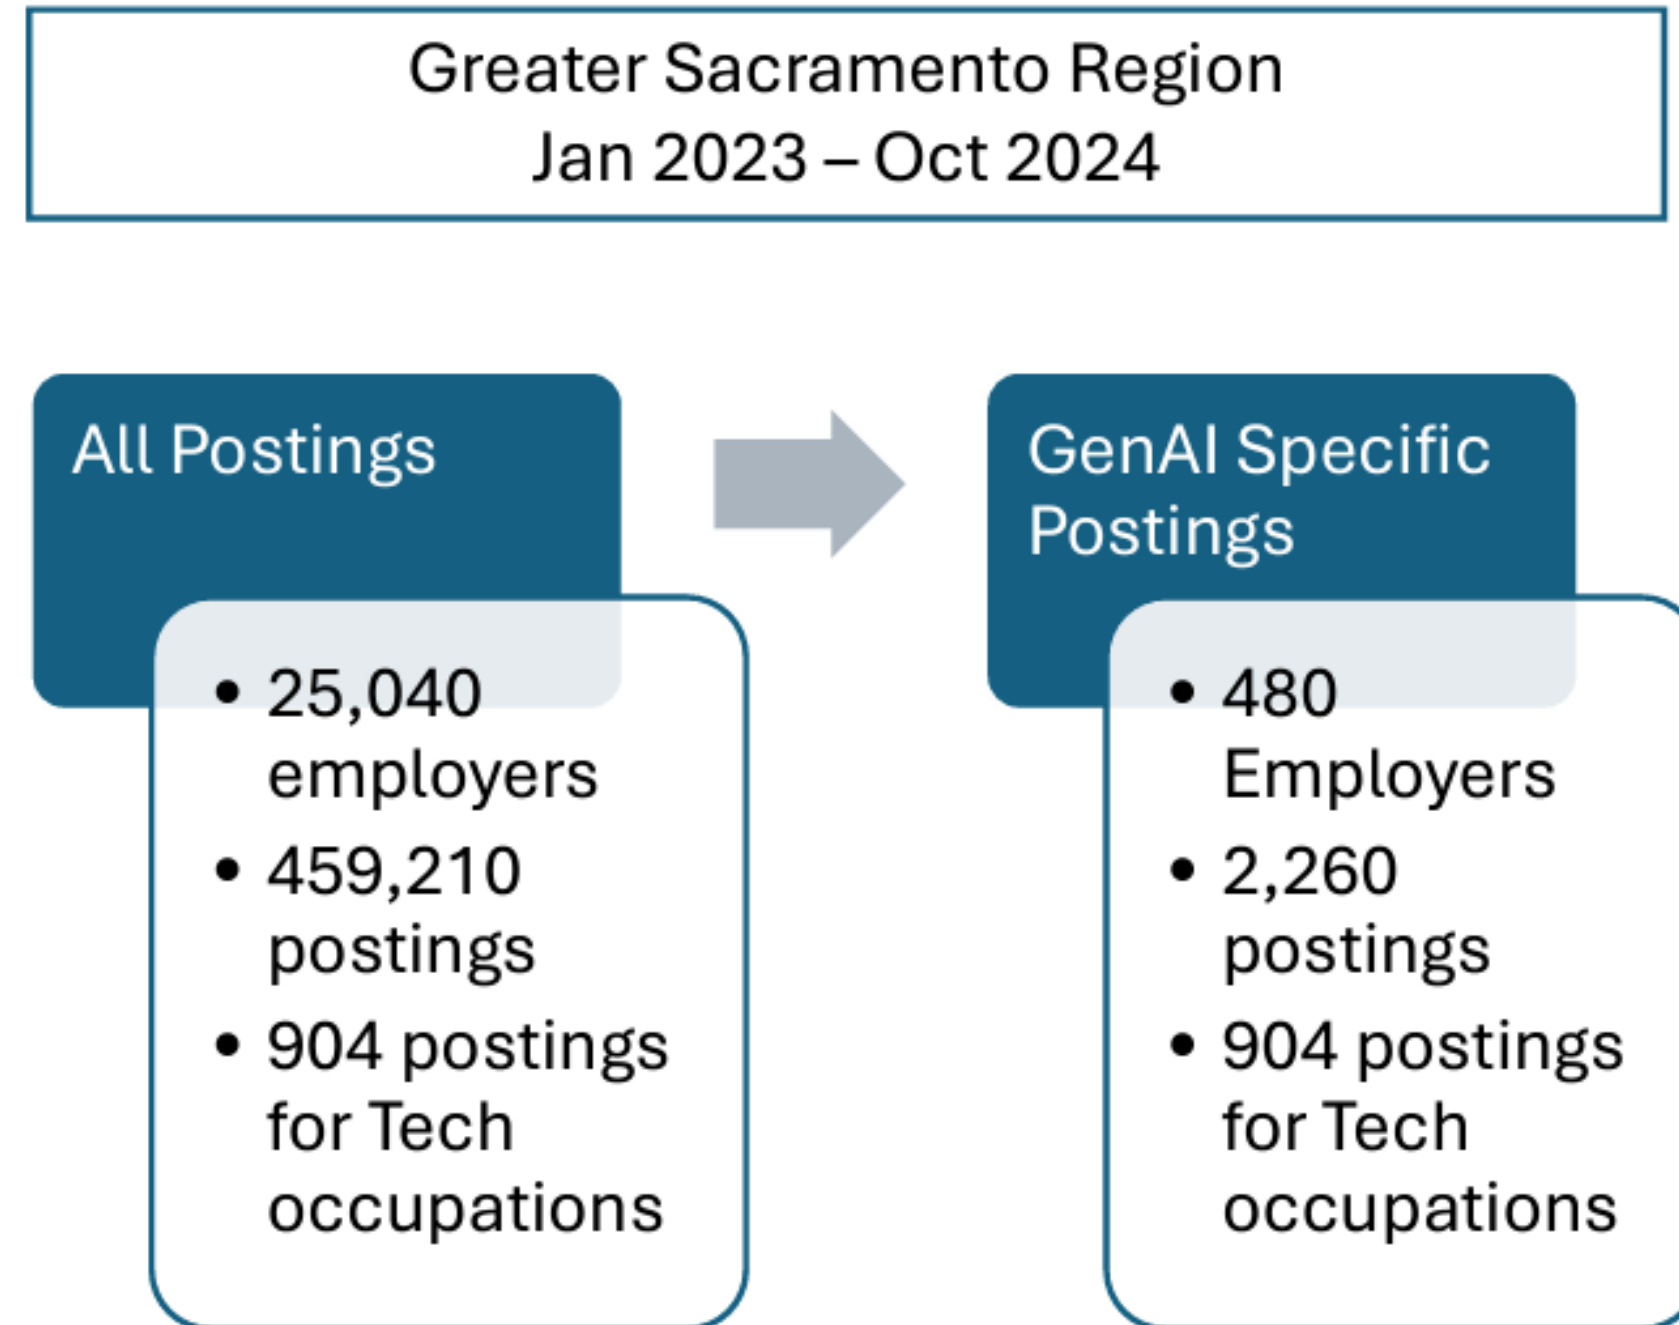 Greater Sacramento Region
Jan 2023 – Oct 2024
All Postings
• 25,040
employers
• 459,210
postings
• 904 postings
for Tech
occupations
GenAI Specific
Postings
• 480
Employers
• 2,260
postings
• 904 postings
for Tech
occupations